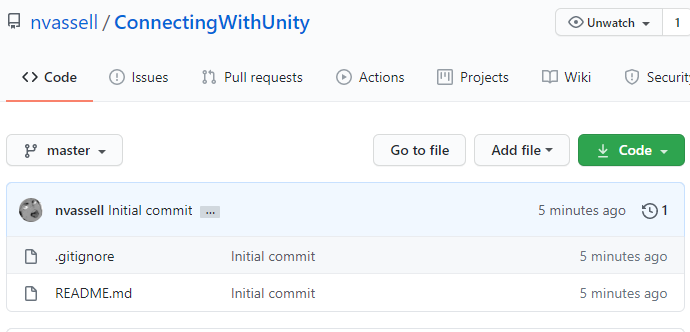 nvassell / ConnectingWithUnity Unwatch 1
Code Issues Pull requests Actions Projects Wiki Securit
master Go to file Add file Code
nvassell Initial commit ... 5 minutes ago 1
.gitignore Initial commit 5 minutes ago
README.md Initial commit 5 minutes ago